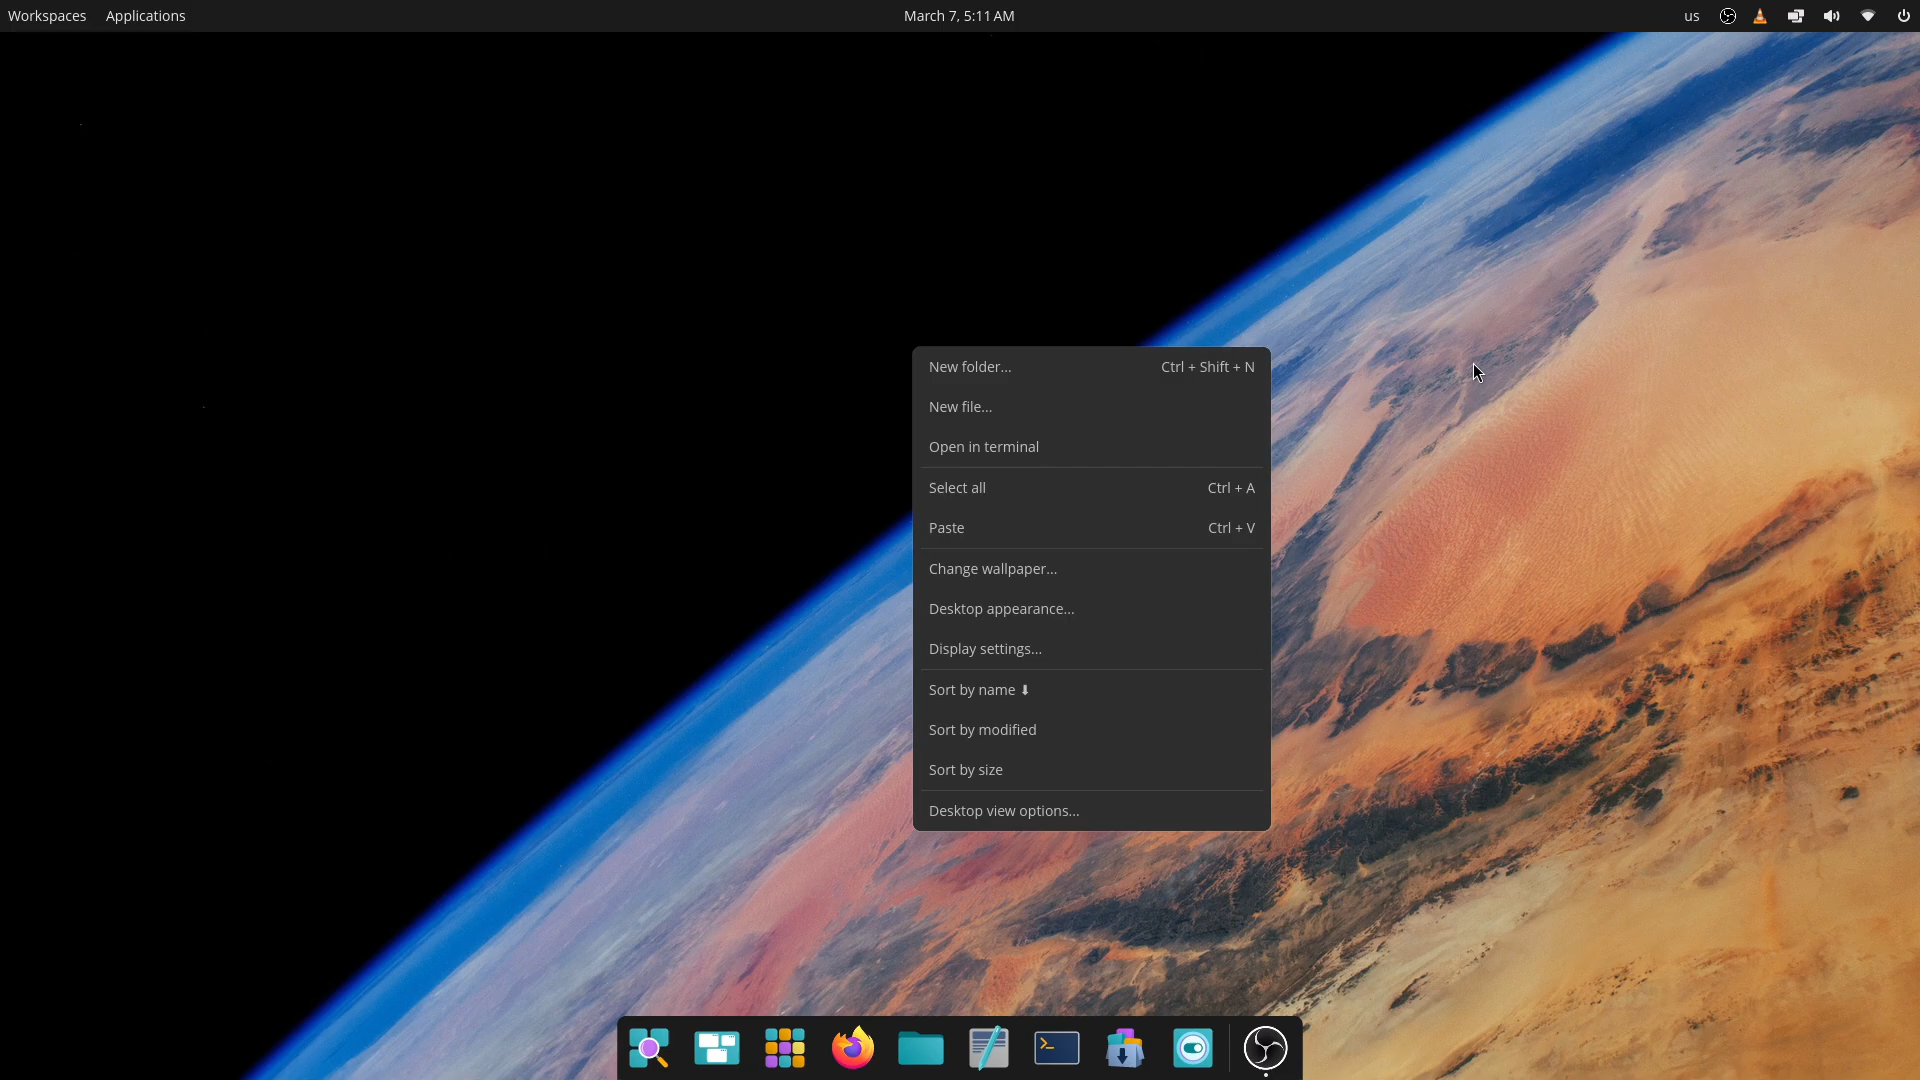 Workspaces Applications March 7, 5:11 AM us
New folder... Ctrl + Shift + N
New file...
Open in terminal
Select all Ctrl + A
Paste Ctrl + V
Change wallpaper...
Desktop appearance...
Display settings...
Sort by name ⬇
Sort by modified
Sort by size
Desktop view options...